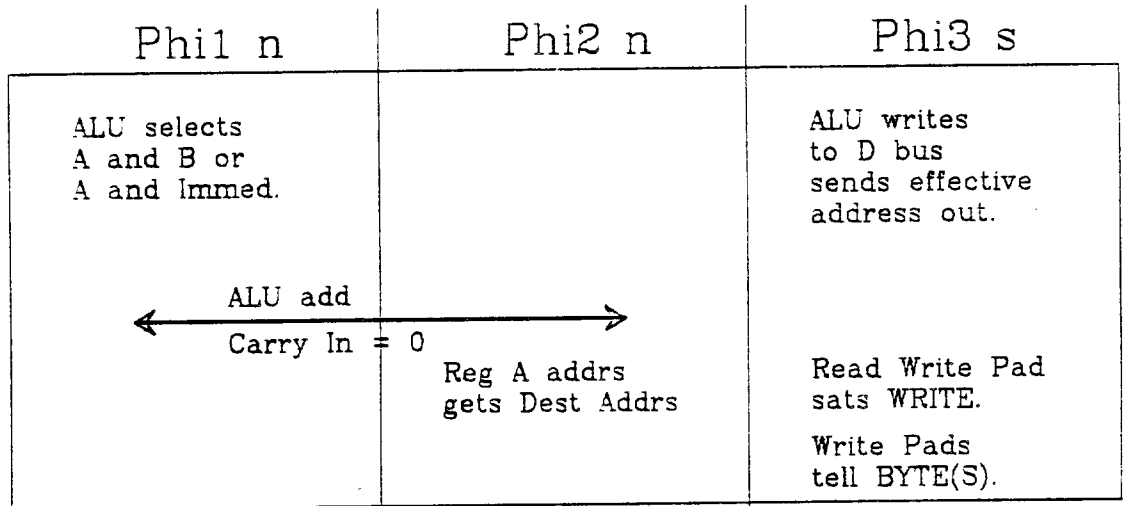 Phi1 n
Phi2 n
Phi3 s
ALU selects
A and B or
A and Immed.
ALU add
Carry In = 0
Reg A addrs
gets Dest Addrs
ALU writes
to D bus
sends effective
address out.
Read Write Pad
sats WRITE.
Write Pads
tell BYTE(S).